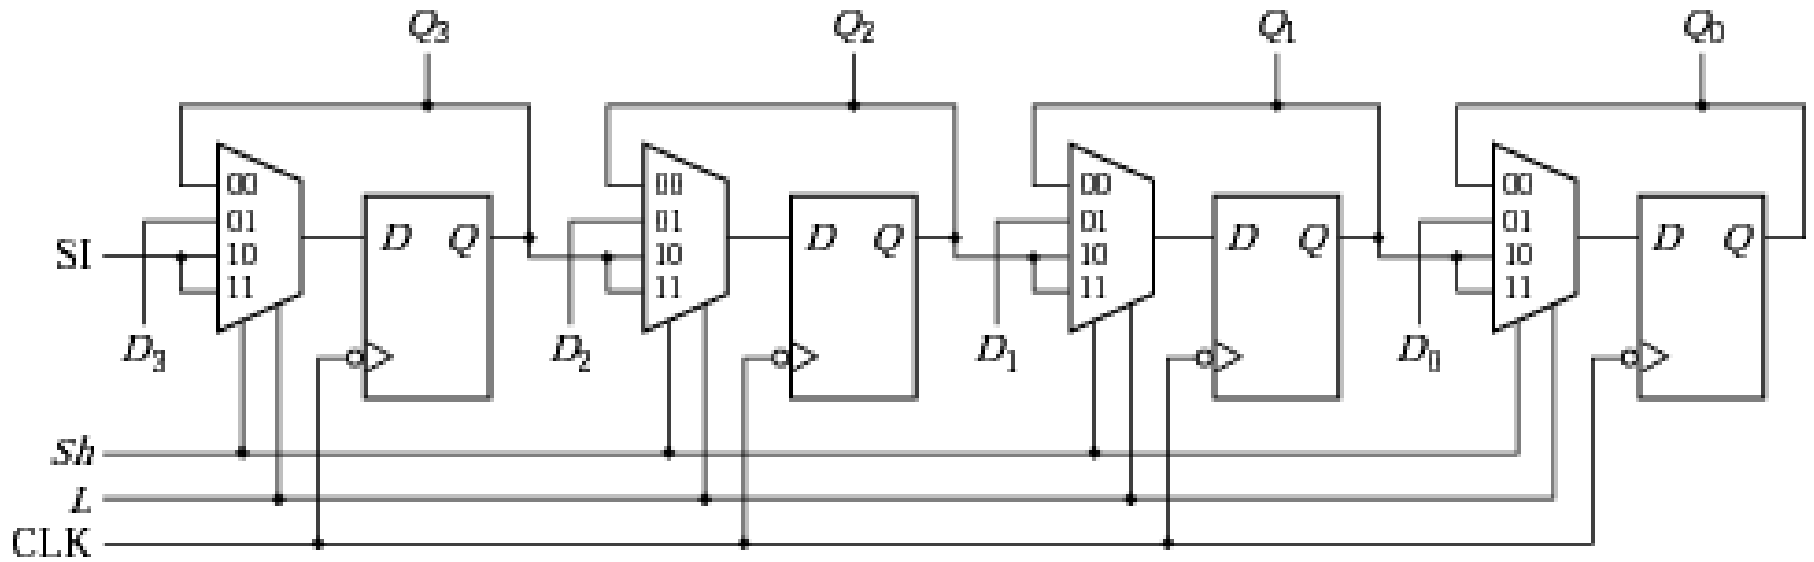 Q3 Q2 Q1 Q0
00 00 00 00
01 01 01 01
SI 10 D Q 10 D Q 10 D Q 10 D Q
11 11 11 11
D3 D2 D1 D0
Sh
L
CLK